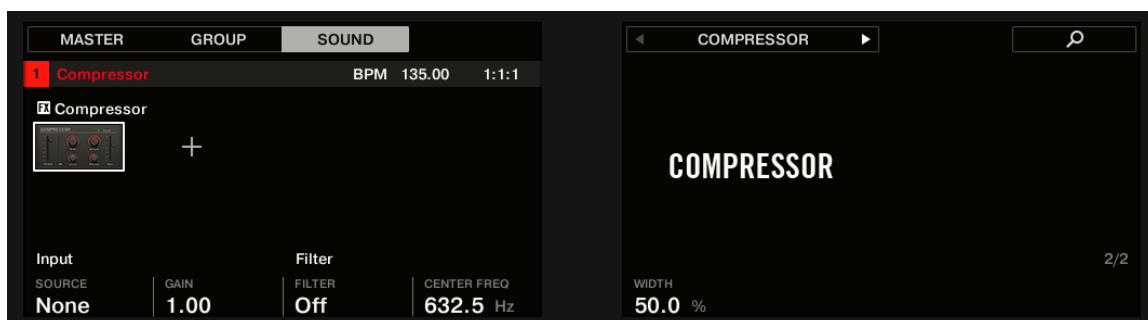 MASTER GROUP SOUND
1 Compressor BPM 135.00 1:1:1
FX Compressor
COMPRESSOR
Input Filter
SOURCE GAIN FILTER CENTER FREQ
None 1.00 Off 632.5 Hz
COMPRESSOR
COMPRESSOR
2/2
WIDTH
50.0 %